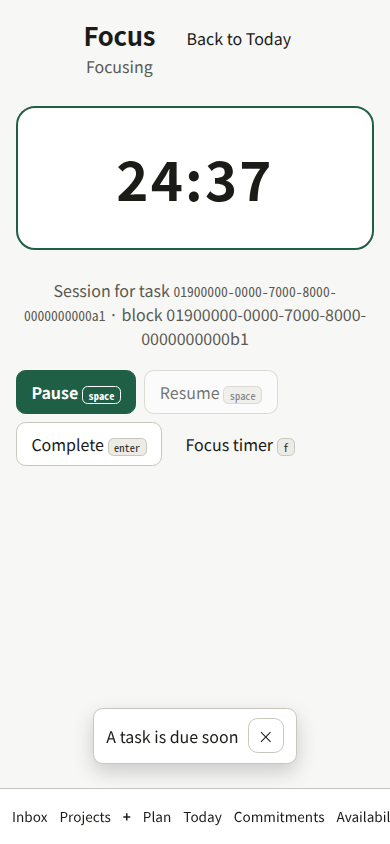 Focus Back to Today
Focusing
24:37
Session for task 01900000-0000-7000-8000-
0000000000a1 · block 01900000-0000-7000-8000-
0000000000b1
Pause space Resume space
Complete enter Focus timer f
A task is due soon ×
Inbox Projects + Plan Today Commitments Availabil